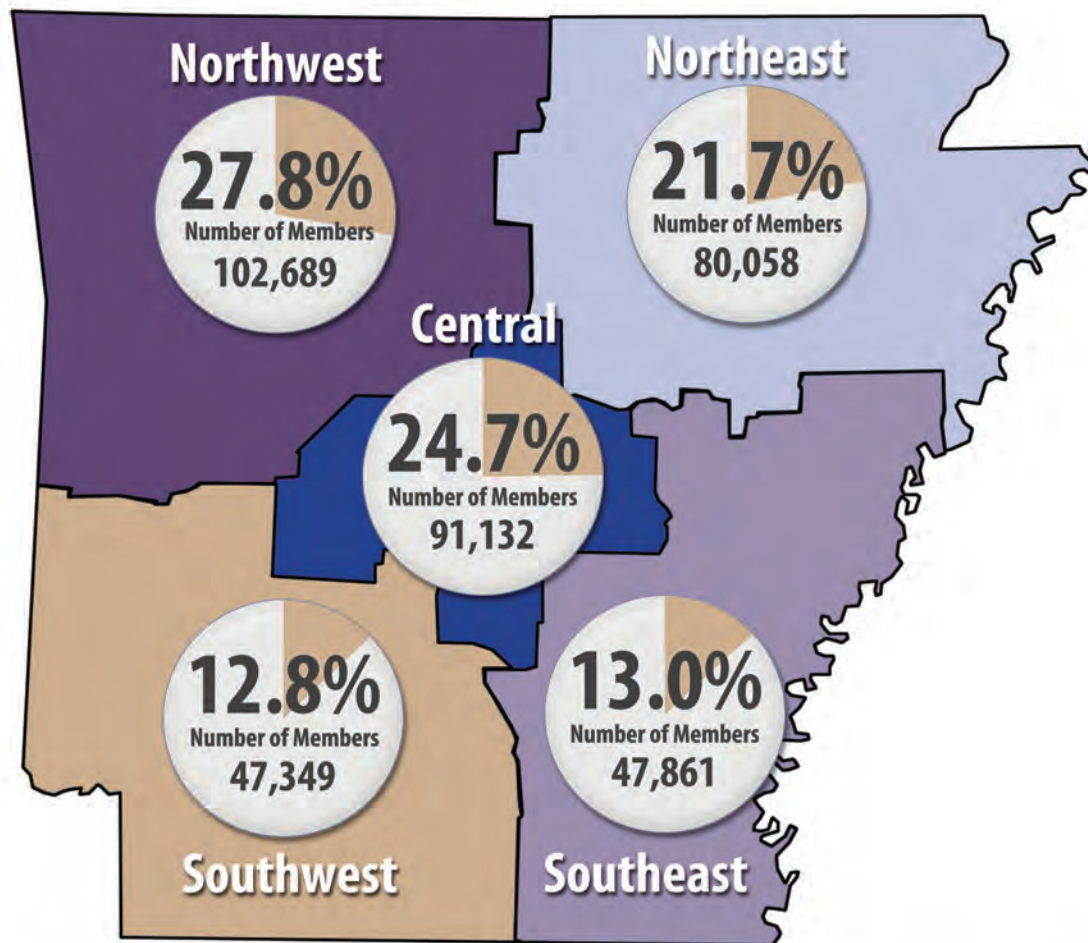 Northwest
27.8%
Number of Members
102,689
Northeast
21.7%
Number of Members
80,058
Central
24.7%
Number of Members
91,132
12.8%
Number of Members
47,349
Southwest
13.0%
Number of Members
47,861
Southeast